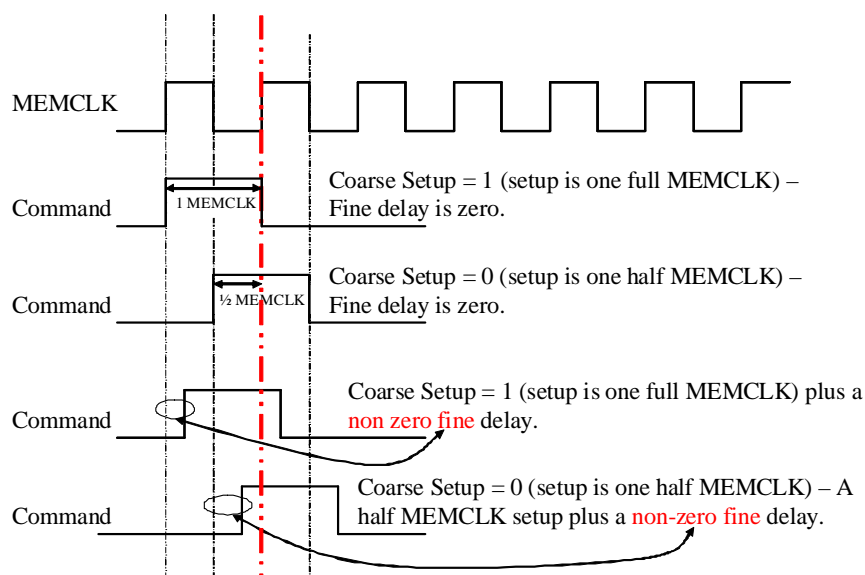 MEMCLK
Coarse Setup = 1 (setup is one full MEMCLK) –
1 MEMCLK
Command
Fine delay is zero.
Coarse Setup = 0 (setup is one half MEMCLK) –
½ MEMCLK
Command
Fine delay is zero.
Coarse Setup = 1 (setup is one full MEMCLK) plus a
Command
non zero fine delay.
Coarse Setup = 0 (setup is one half MEMCLK) – A
Command
half MEMCLK setup plus a non-zero fine delay.